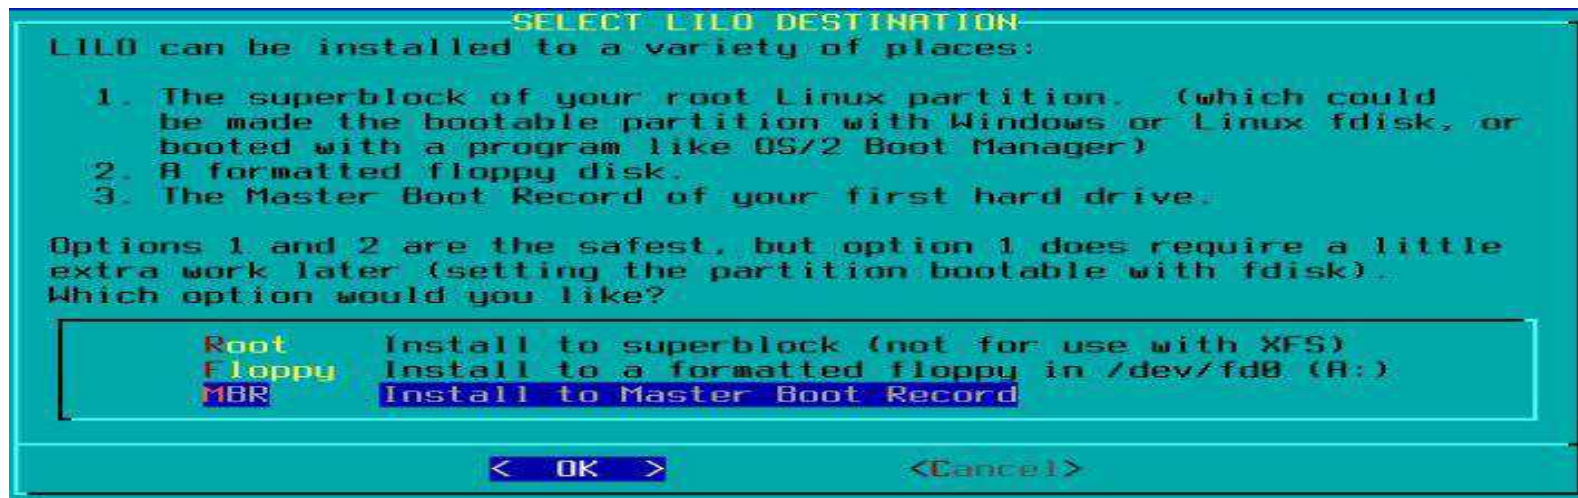 SELECT LILO DESTINATION
LILO can be installed to a variety of places:
1. The superblock of your root Linux partition. (which could
be made the bootable partition with Windows or Linux fdisk, or
booted with a program like OS/2 Boot Manager)
2. A formatted floppy disk.
3. The Master Boot Record of your first hard drive.
Options 1 and 2 are the safest, but option 1 does require a little
extra work later (setting the partition bootable with fdisk).
Which option would you like?
Root Install to superblock (not for use with XFS)
Floppy Install to a formatted floppy in /dev/fd0 (A:)
MBR Install to Master Boot Record
< OK > <Cancel>